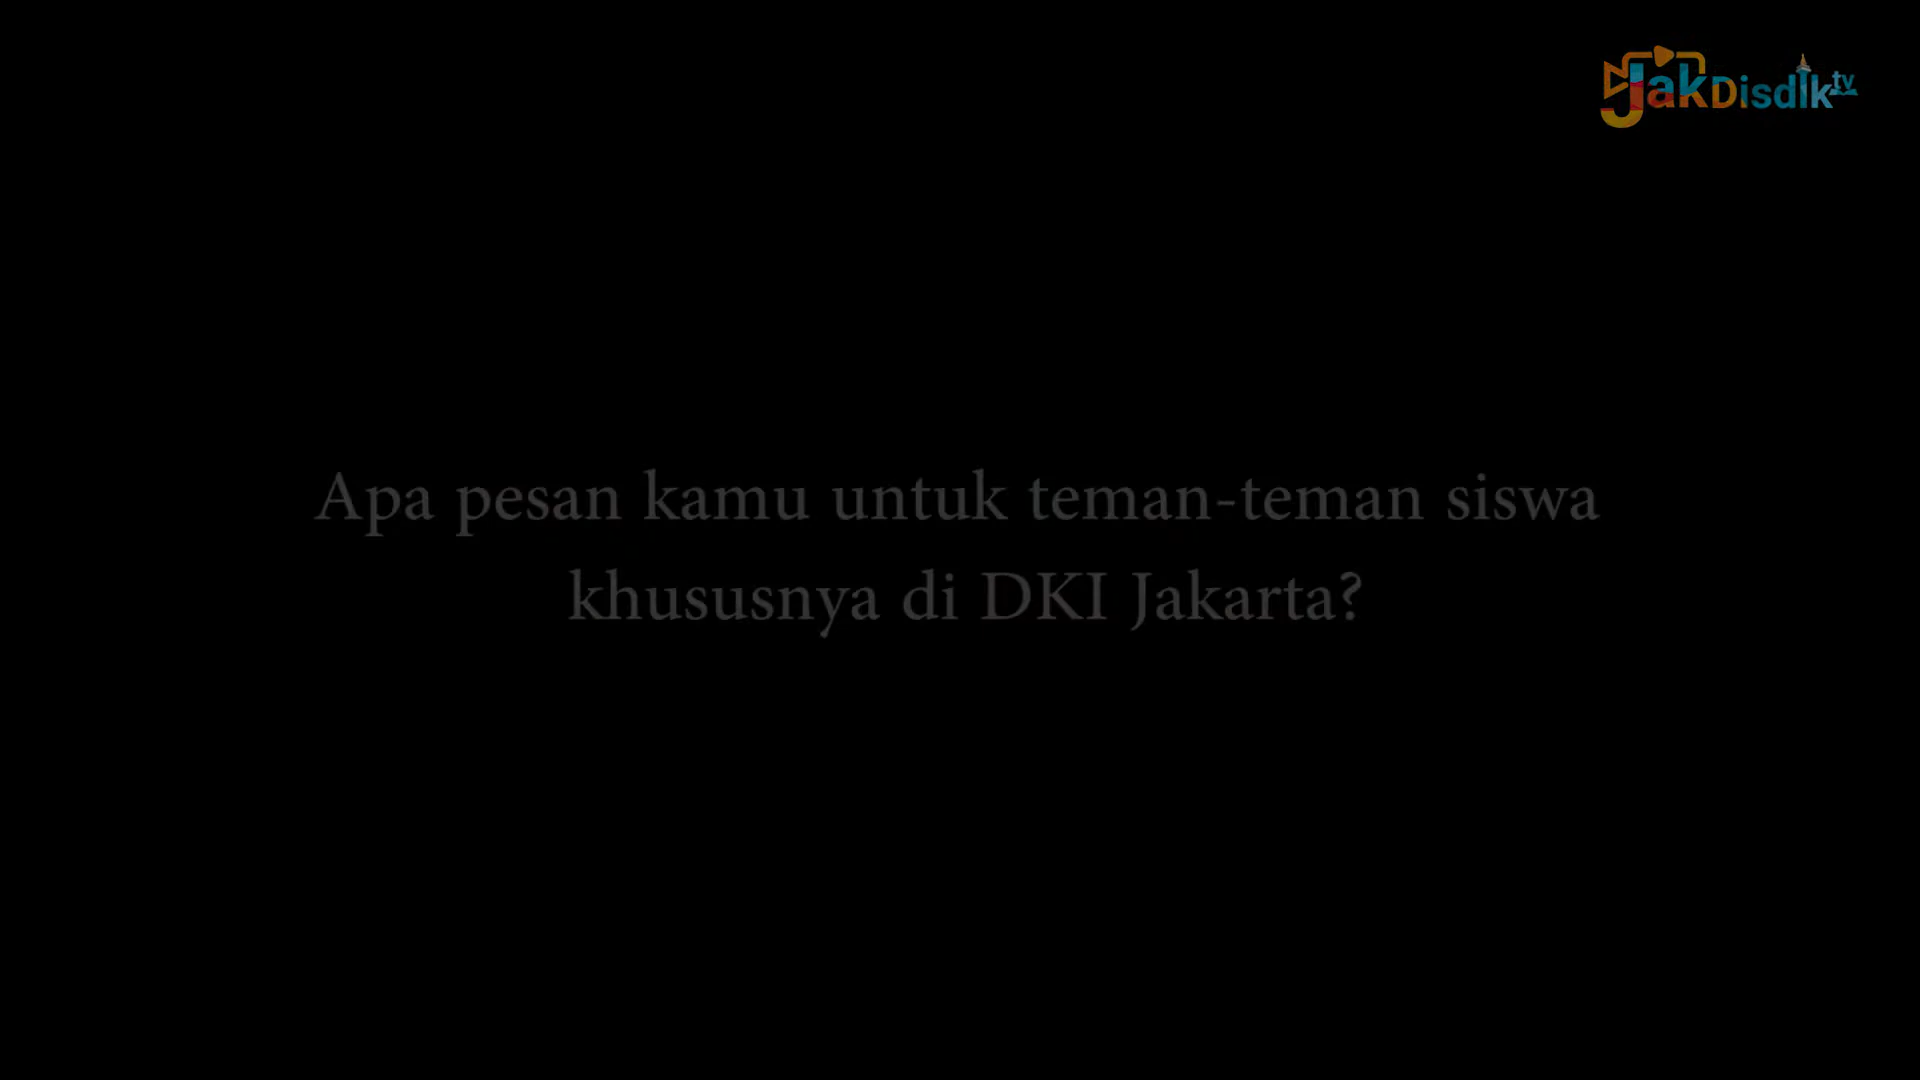 JakDisdIk tv
Apa pesan kamu untuk teman-teman siswa
khususnya di DKI Jakarta?